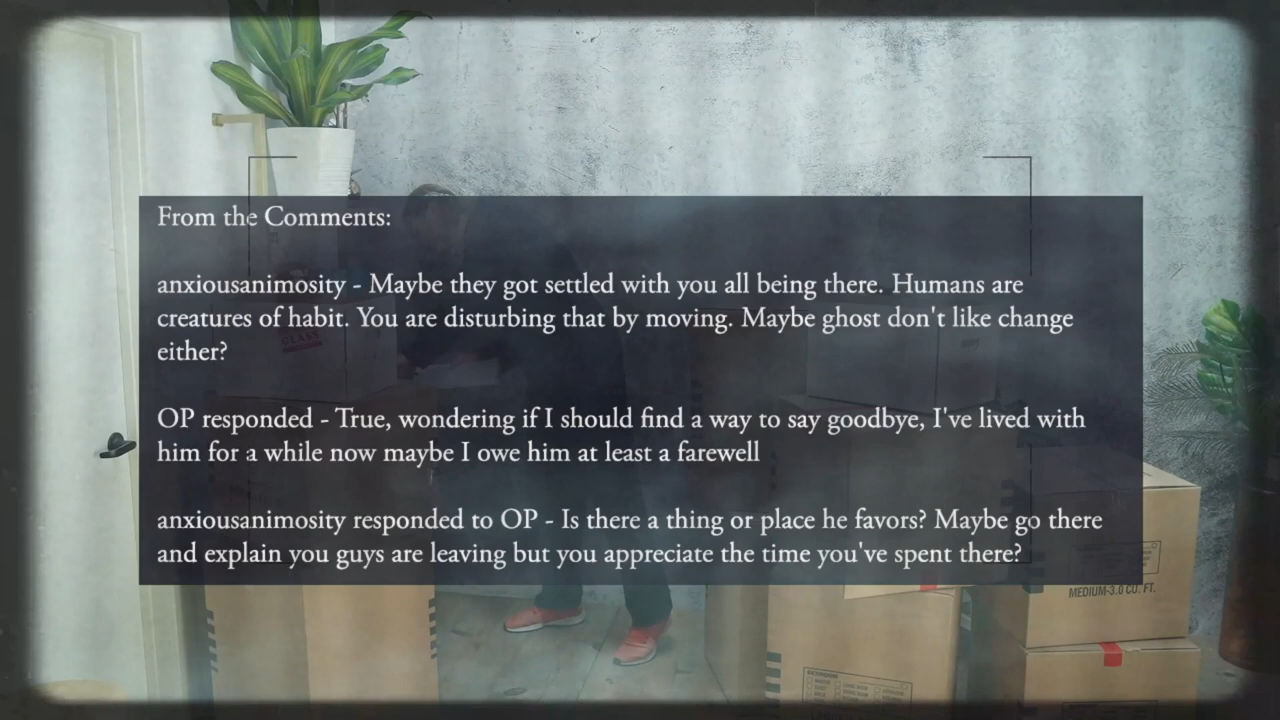 From the Comments:
anxiousanimosity - Maybe they got settled with you all being there. Humans are
creatures of habit. You are disturbing that by moving. Maybe ghost don't like change
either?
OP responded - True, wondering if I should find a way to say goodbye, I've lived with
him for a while now maybe I owe him at least a farewell
anxiousanimosity responded to OP - Is there a thing or place he favors? Maybe go there
and explain you guys are leaving but you appreciate the time you've spent there?
GLASS
MEDIUM-3.0 CU. FT.